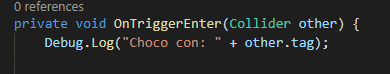 0 references
private void OnTriggerEnter(Collider other) {
Debug.Log("Choco con: " + other.tag);